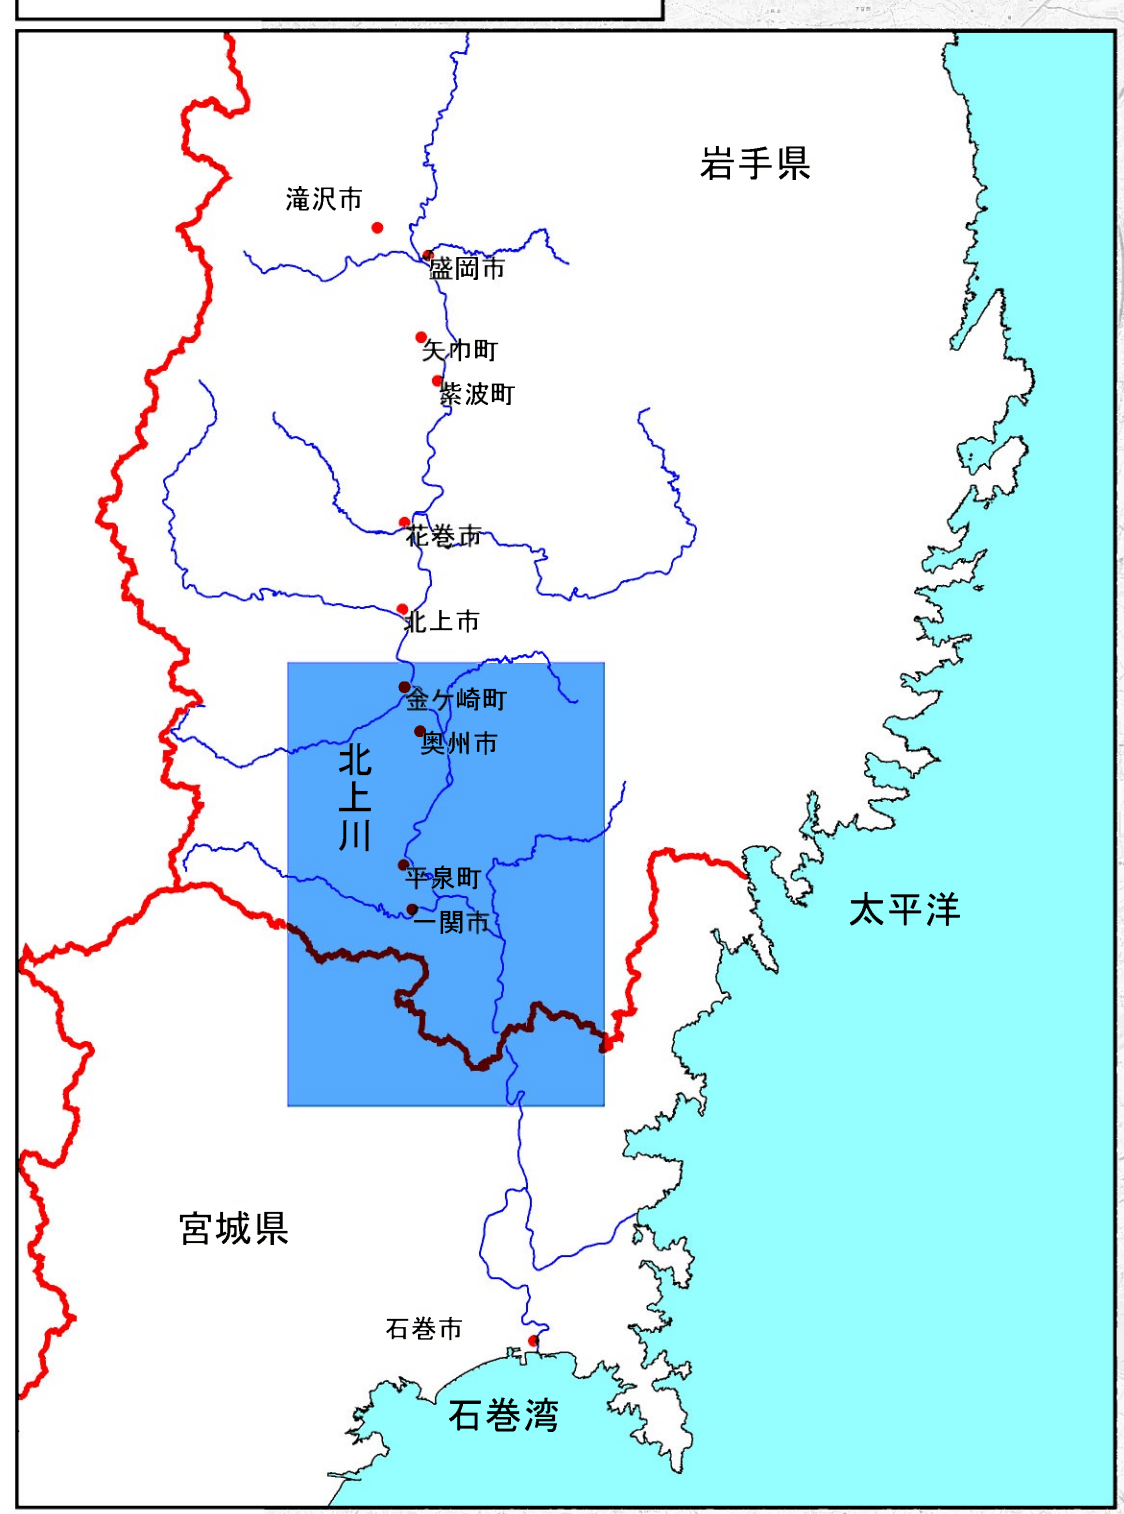 岩手県
滝沢市
盛岡市
矢巾町
紫波町
花巻市
北上市
金ケ崎町
奥州市
北上川
平泉町
一関市
太平洋
宮城県
石巻市
石巻湾